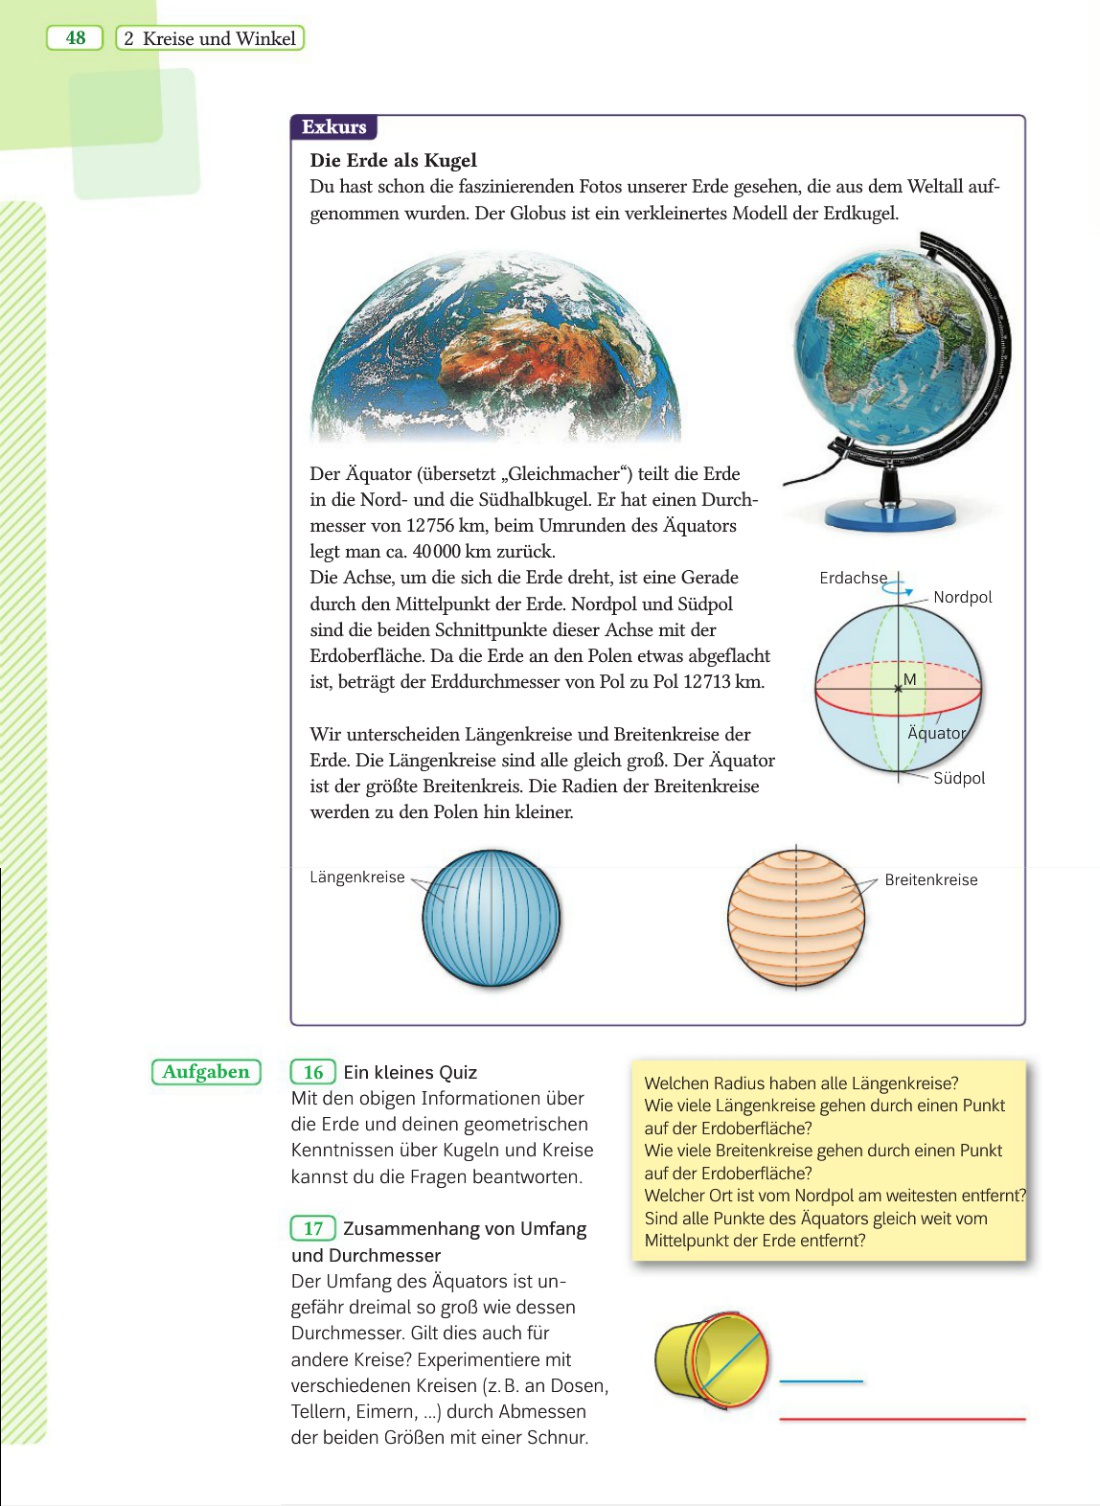 48
2 Kreise und Winkel
Exkurs
Die Erde als Kugel
Du hast schon die faszinierenden Fotos unserer Erde gesehen, die aus dem Weltall auf-
genommen wurden. Der Globus ist ein verkleinertes Modell der Erdkugel.
Der Äquator (übersetzt „Gleichmacher“) teilt die Erde
in die Nord- und die Südhalbkugel. Er hat einen Durch-
messer von 12 756 km, beim Umrunden des Äquators
legt man ca. 40 000 km zurück.
Die Achse, um die sich die Erde dreht, ist eine Gerade
durch den Mittelpunkt der Erde. Nordpol und Südpol
sind die beiden Schnittpunkte dieser Achse mit der
Erdoberfläche. Da die Erde an den Polen etwas abgeflacht
ist, beträgt der Erddurchmesser von Pol zu Pol 12 713 km.
Erdachse
Nordpol
M
Äquator
Südpol
Wir unterscheiden Längenkreise und Breitenkreise der
Erde. Die Längenkreise sind alle gleich groß. Der Äquator
ist der größte Breitenkreis. Die Radien der Breitenkreise
werden zu den Polen hin kleiner.
Längenkreise
Breitenkreise
Aufgaben
16 Ein kleines Quiz
Mit den obigen Informationen über
die Erde und deinen geometrischen
Kenntnissen über Kugeln und Kreise
kannst du die Fragen beantworten.
Welchen Radius haben alle Längenkreise?
Wie viele Längenkreise gehen durch einen Punkt
auf der Erdoberfläche?
Wie viele Breitenkreise gehen durch einen Punkt
auf der Erdoberfläche?
Welcher Ort ist vom Nordpol am weitesten entfernt?
Sind alle Punkte des Äquators gleich weit vom
Mittelpunkt der Erde entfernt?
17 Zusammenhang von Umfang
und Durchmesser
Der Umfang des Äquators ist un-
gefähr dreimal so groß wie dessen
Durchmesser. Gilt dies auch für
andere Kreise? Experimentiere mit
verschiedenen Kreisen (z. B. an Dosen,
Tellern, Eimern, ...) durch Abmessen
der beiden Größen mit einer Schnur.